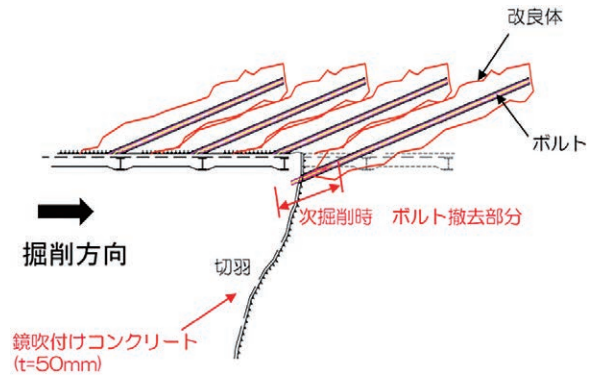 改良体
ボルト
次掘削時　ボルト撤去部分
掘削方向
切羽
鏡吹付けコンクリート
(t=50mm)